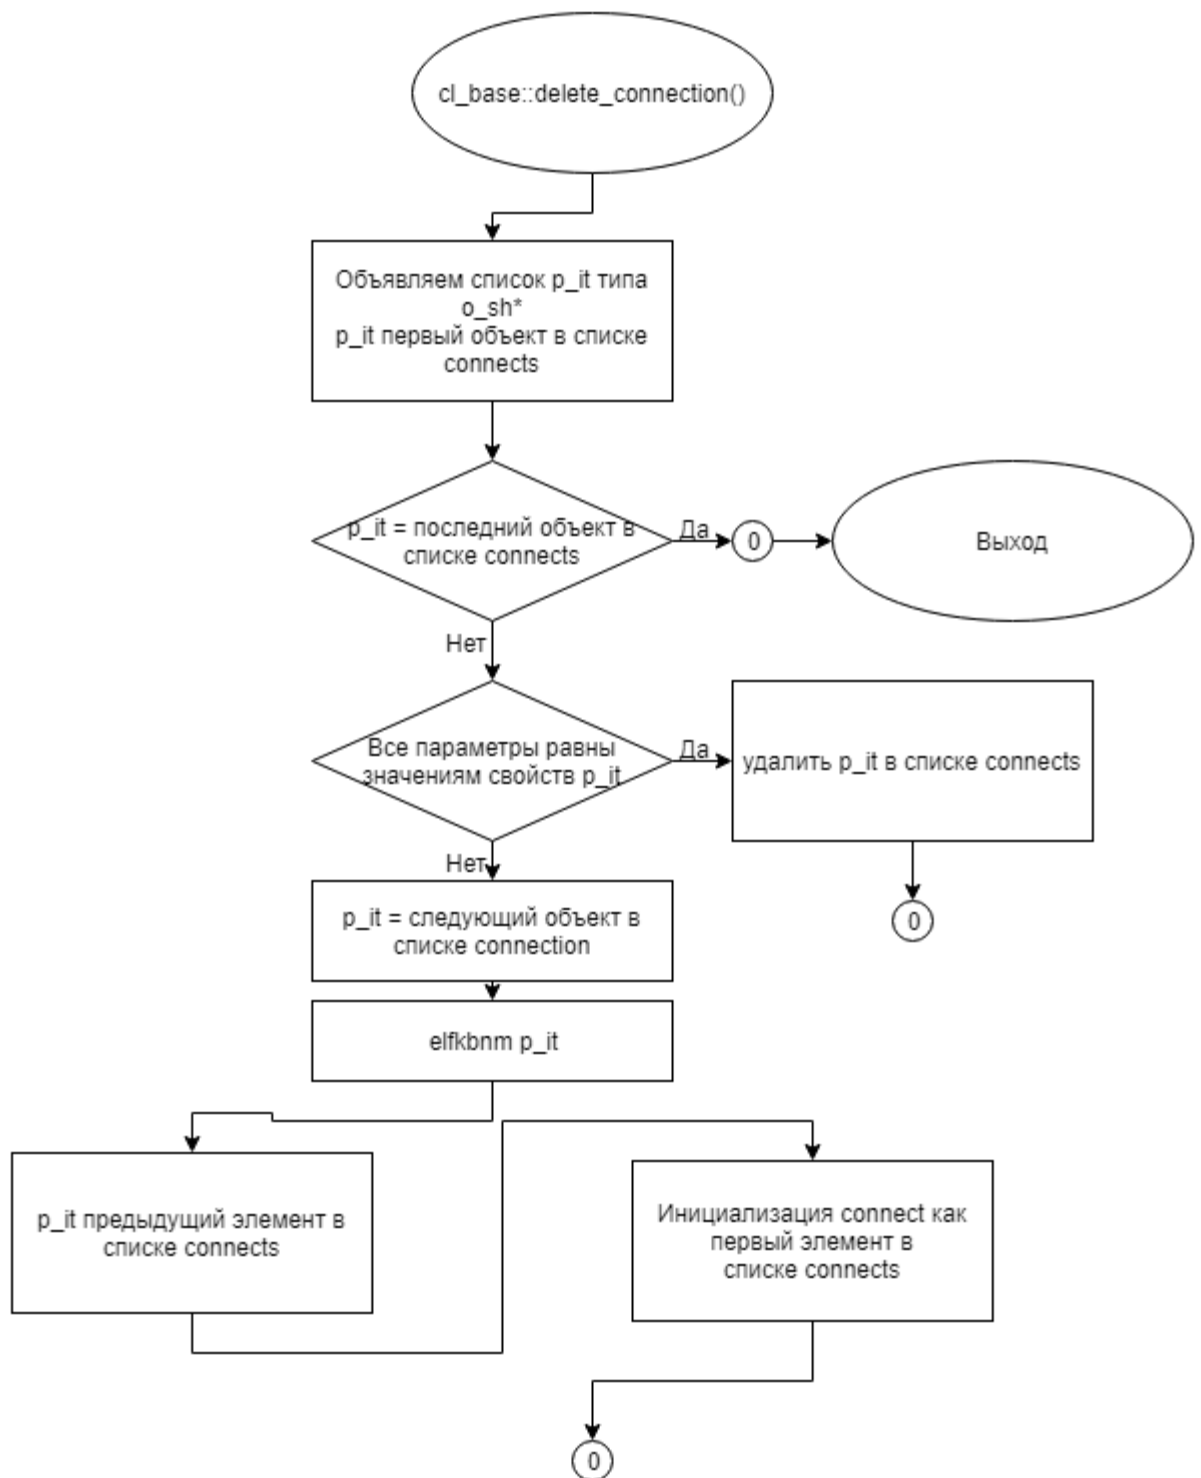 cl_base::delete_connection()
Объявляем список p_it типа
o_sh*
p_it первый объект в списке
connects
p_it = последний объект в
списке connects
Да
0
Выход
Нет
Все параметры равны
значениям свойств p_it
Да
удалить p_it в списке connects
Нет
0
p_it = следующий объект в
списке connection
elfkbnm p_it
p_it предыдущий элемент в
списке connects
Инициализация connect как
первый элемент в
списке connects
0